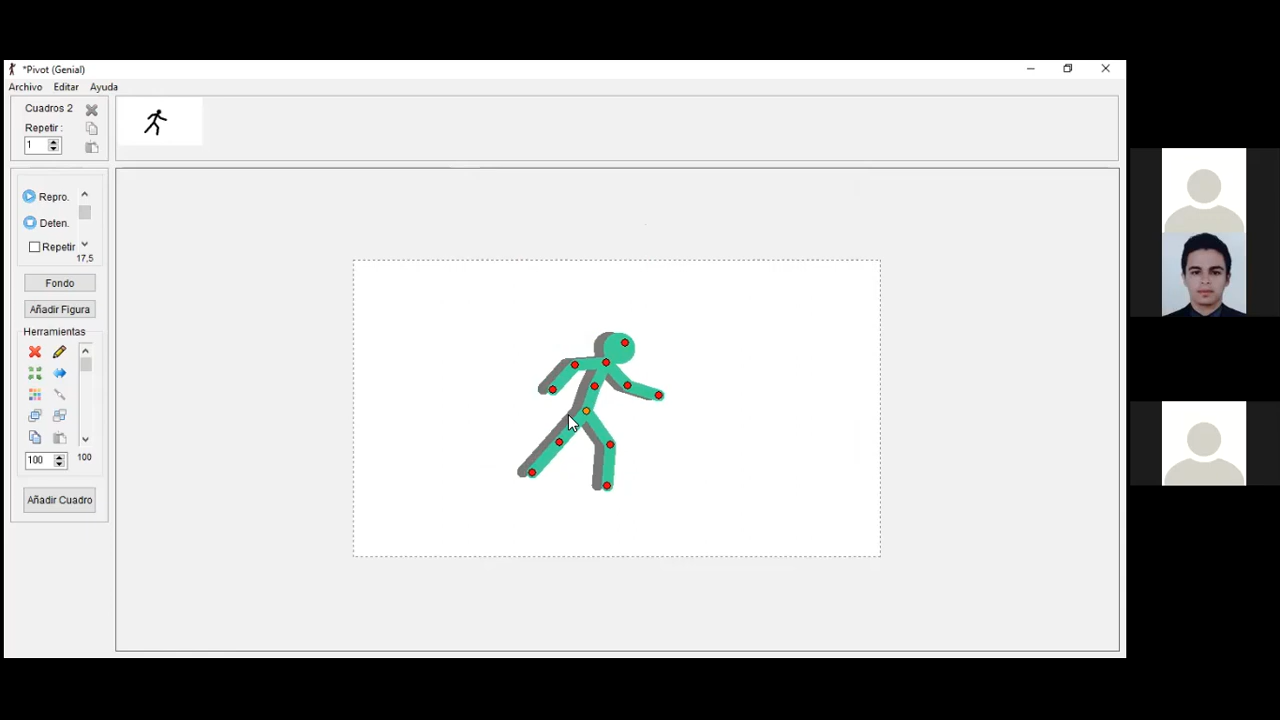 *Pivot (Genial)
Archivo Editar Ayuda
Cuadros 2
Repetir :
1
Repro.
Deten.
Repetir
17,5
Fondo
Añadir Figura
Herramientas
100 100
Añadir Cuadro